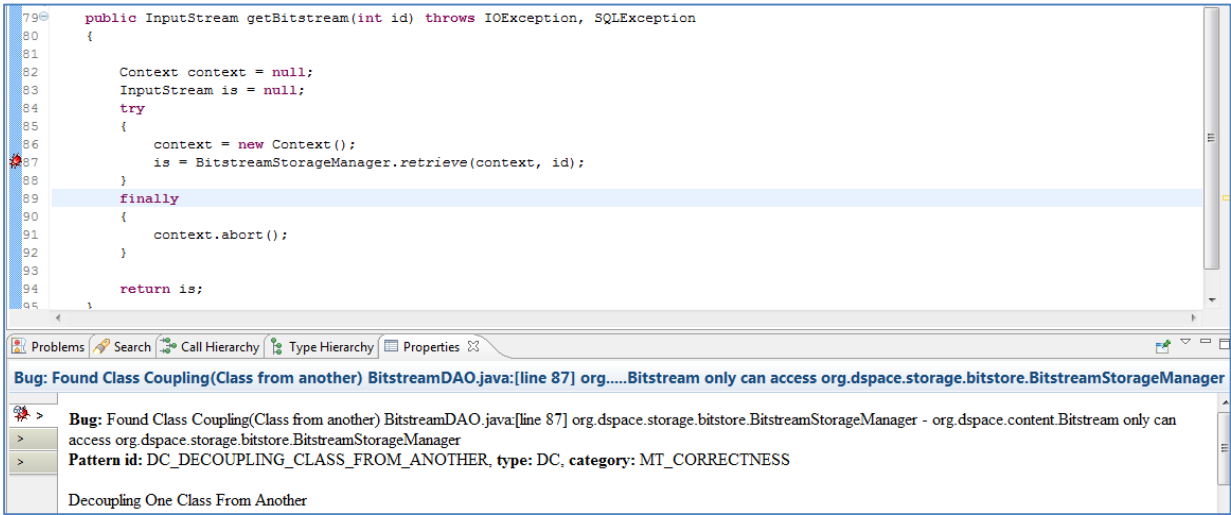 79 public InputStream getBitstream(int id) throws IOException, SQLException
80 {
81
82 Context context = null;
83 InputStream is = null;
84 try
85 {
86 context = new Context();
87 is = BitstreamStorageManager.retrieve(context, id);
88 }
89 finally
90 {
91 context.abort();
92 }
93
94 return is;
95 }
Problems Search Call Hierarchy Type Hierarchy Properties
Bug: Found Class Coupling(Class from another) BitstreamDAO.java:[line 87] org.....Bitstream only can access org.dspace.storage.bitstore.BitstreamStorageManager
Bug: Found Class Coupling(Class from another) BitstreamDAO.java:[line 87] org.dspace.storage.bitstore.BitstreamStorageManager - org.dspace.content.Bitstream only can
access org.dspace.storage.bitstore.BitstreamStorageManager
Pattern id: DC_DECOUPLING_CLASS_FROM_ANOTHER, type: DC, category: MT_CORRECTNESS
Decoupling One Class From Another